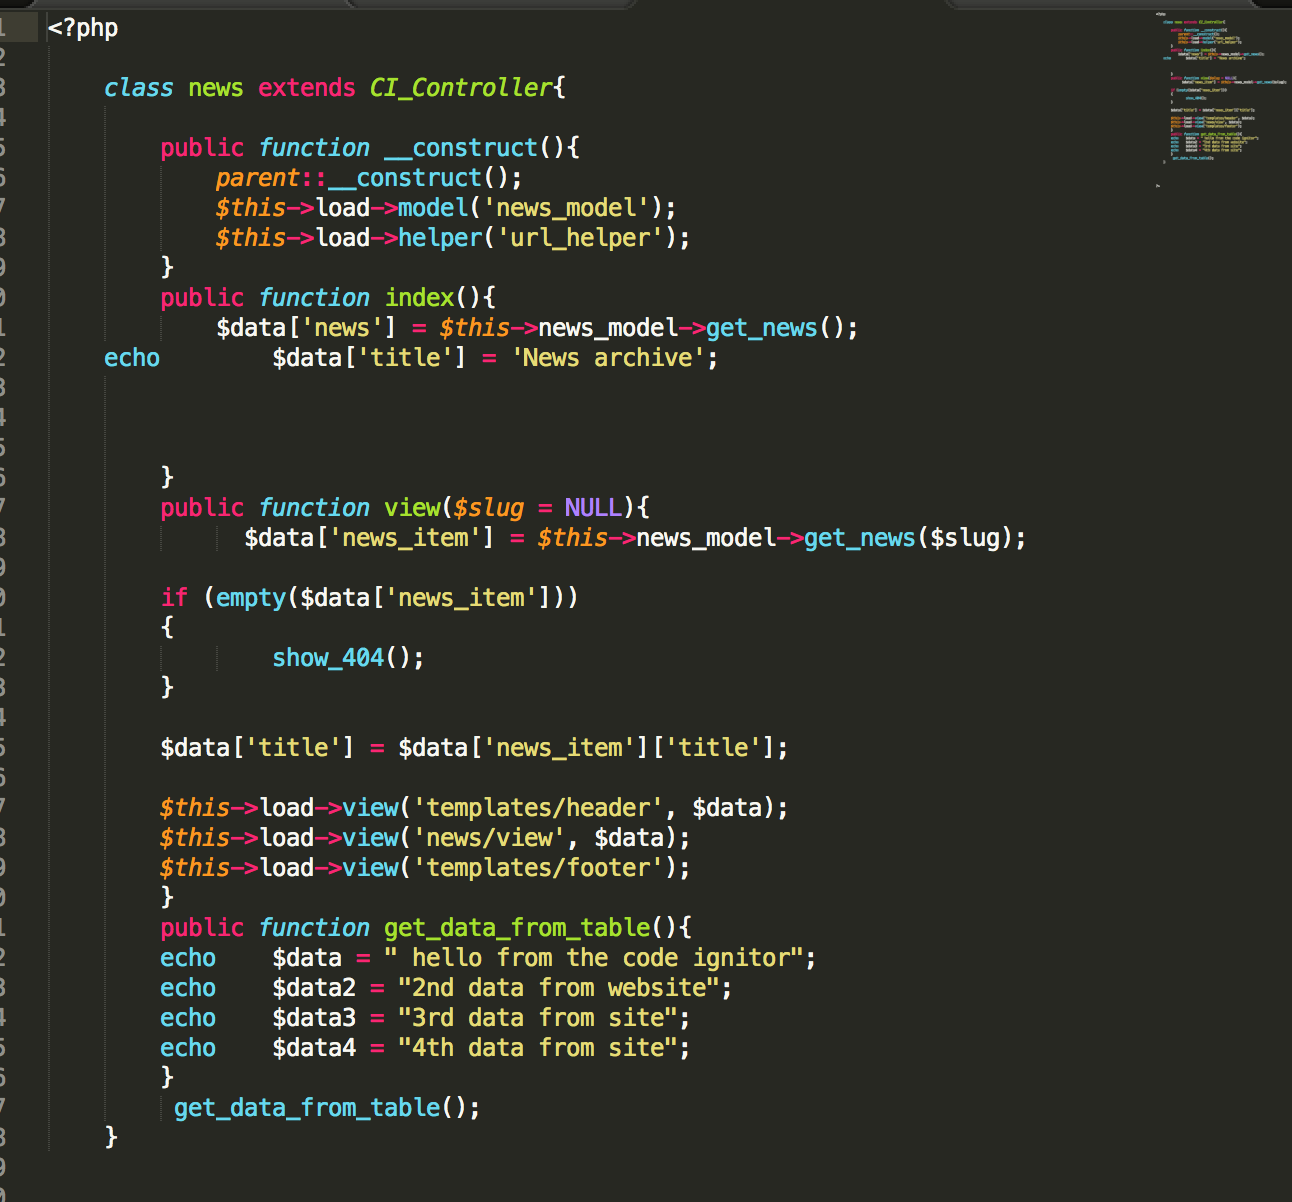 <?php
class news extends CI_Controller{
public function __construct(){
parent::__construct();
$this->load->model('news_model');
$this->load->helper('url_helper');
}
public function index(){
$data['news'] = $this->news_model->get_news();
echo $data['title'] = 'News archive';
}
public function view($slug = NULL){
$data['news_item'] = $this->news_model->get_news($slug);
if (empty($data['news_item']))
{
show_404();
}
$data['title'] = $data['news_item']['title'];
$this->load->view('templates/header', $data);
$this->load->view('news/view', $data);
$this->load->view('templates/footer');
}
public function get_data_from_table(){
echo $data = " hello from the code ignitor";
echo $data2 = "2nd data from website";
echo $data3 = "3rd data from site";
echo $data4 = "4th data from site";
}
get_data_from_table();
}